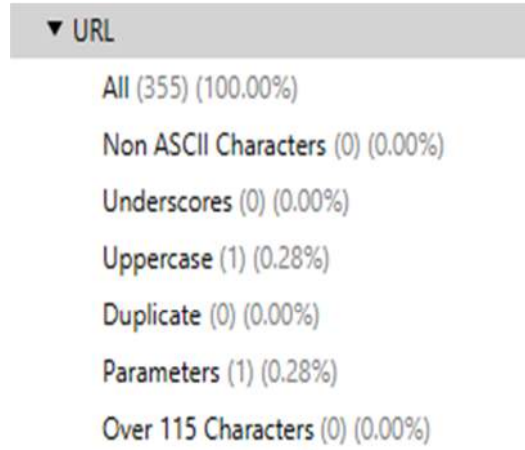 URL
All (355) (100.00%)
Non ASCII Characters (0) (0.00%)
Underscores (0) (0.00%)
Uppercase (1) (0.28%)
Duplicate (0) (0.00%)
Parameters (1) (0.28%)
Over 115 Characters (0) (0.00%)